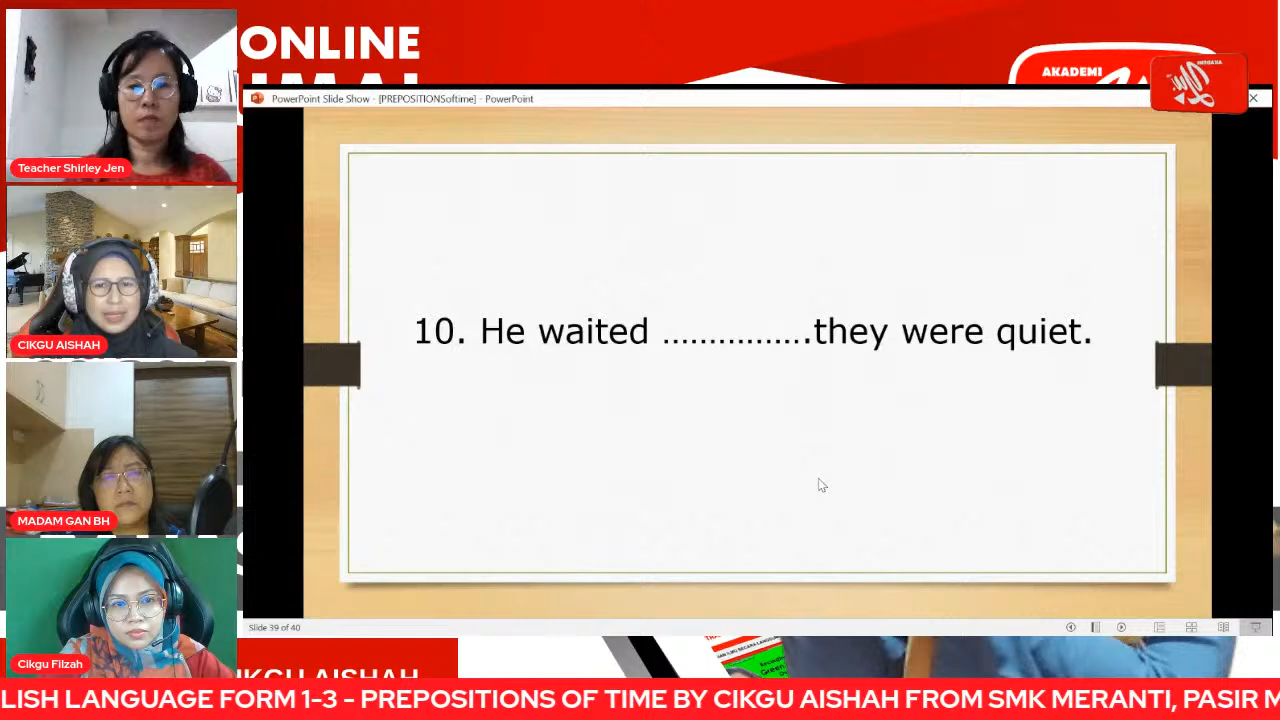 ONLINE
AKADEMI
PowerPoint Slide Show - [PREPOSITIONSoftime] - PowerPoint
Teacher Shirley Jen
CIKGU AISHAH
MADAM GAN BH
Cikgu Filzah
10. He waited ................they were quiet.
Slide 39 of 40
LISH LANGUAGE FORM 1-3 - PREPOSITIONS OF TIME BY CIKGU AISHAH FROM SMK MERANTI, PASIR M